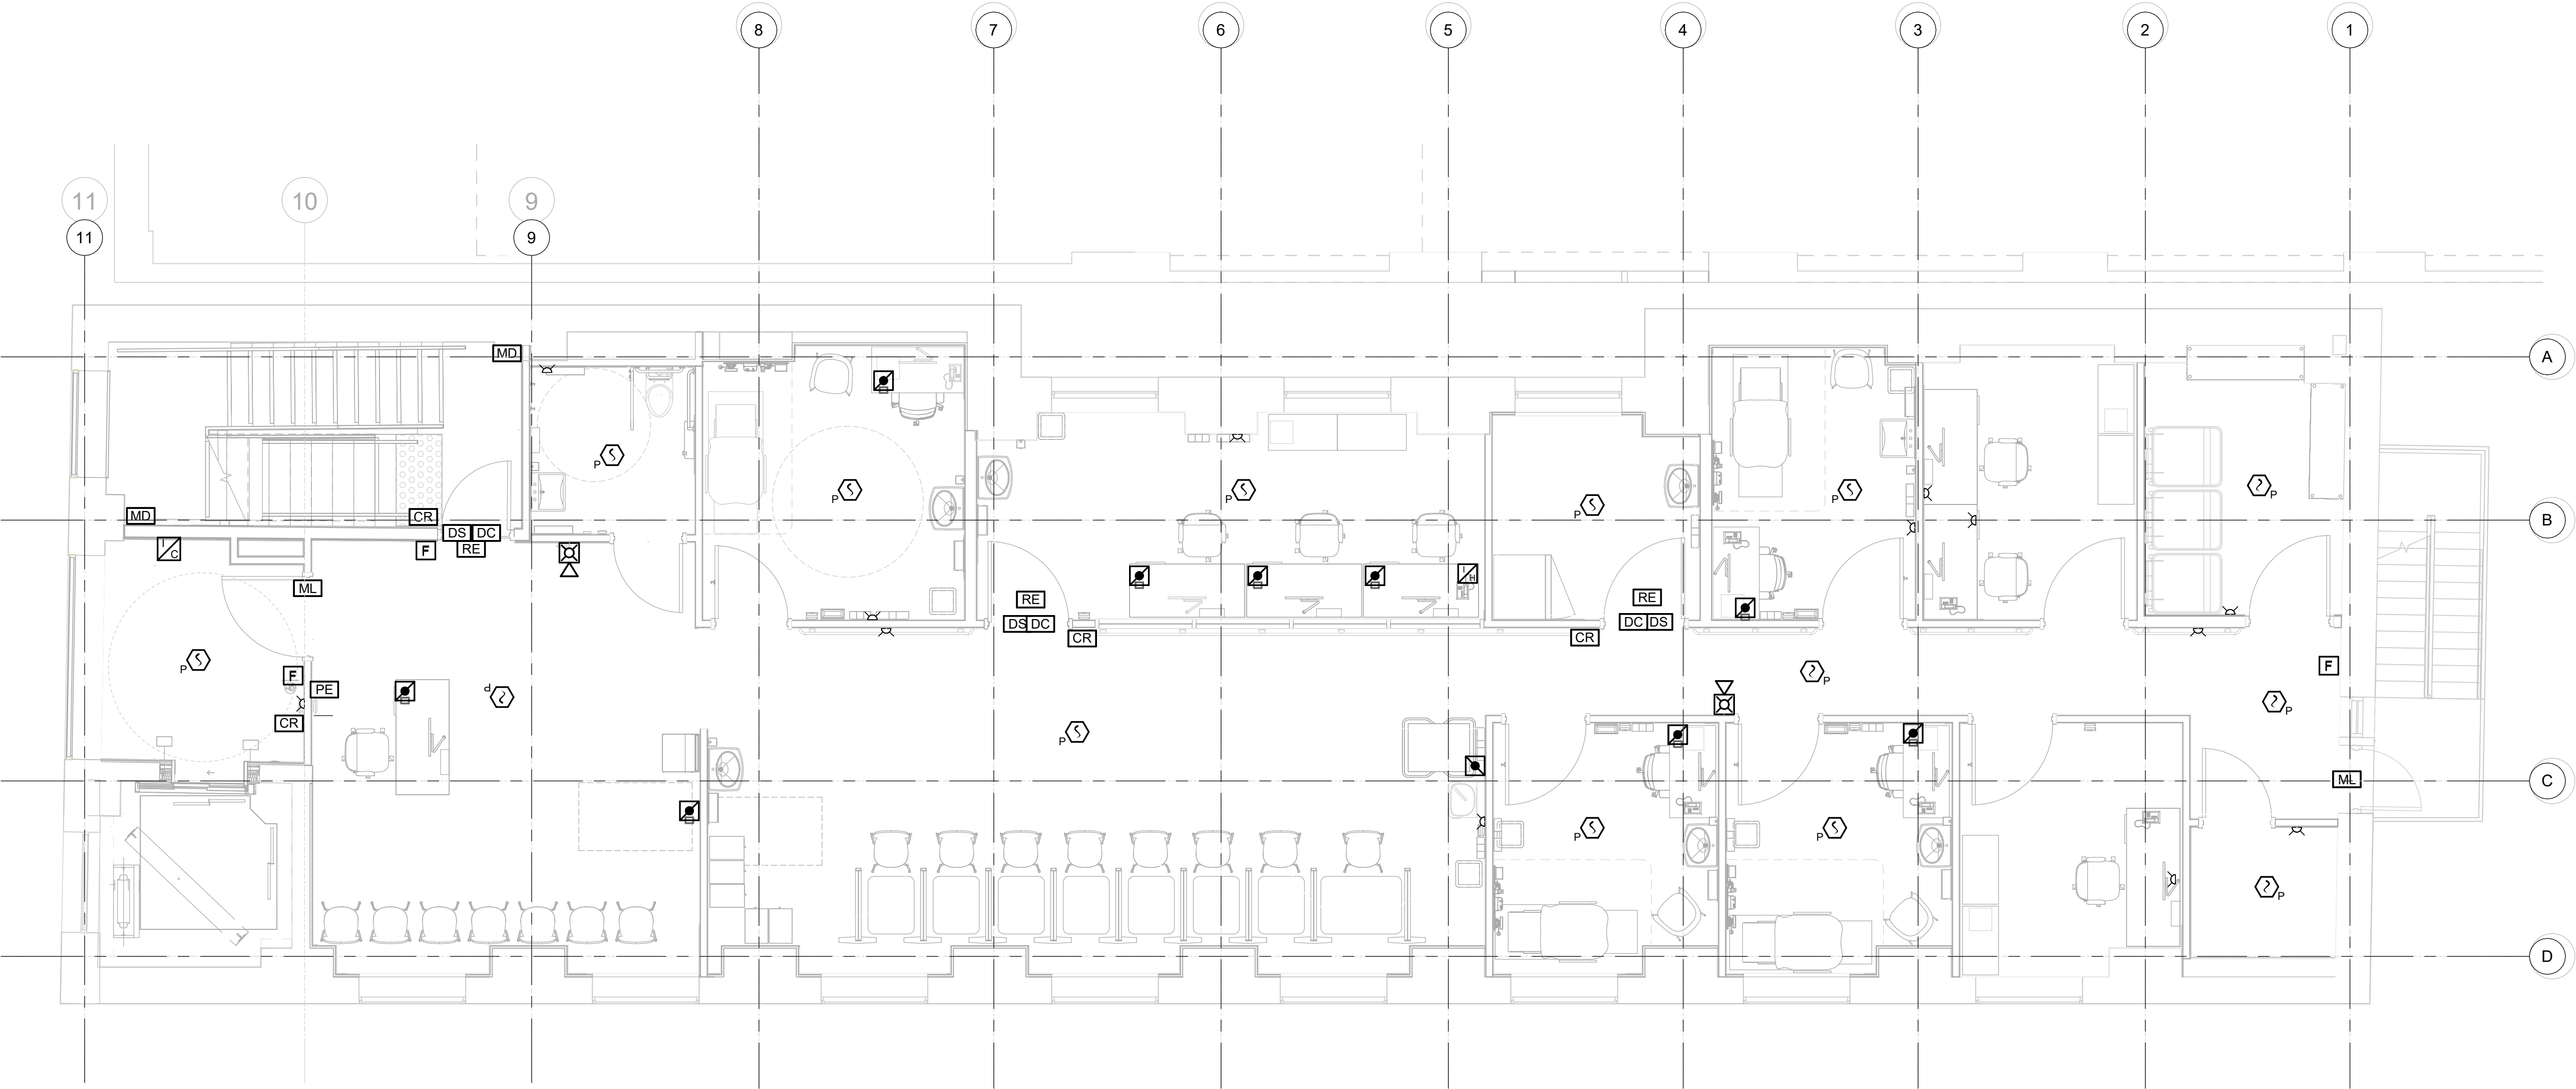 8 7 6 5 4 3 2 1
11 10 9
11 9
MD A
P
P P P P
P
MD CR B
DS DC
I C F RE
I H
ML
RE RE
DS DC DC DS
CR CR
P F
F
PE P P
CR P P
ML C
P P
P
D